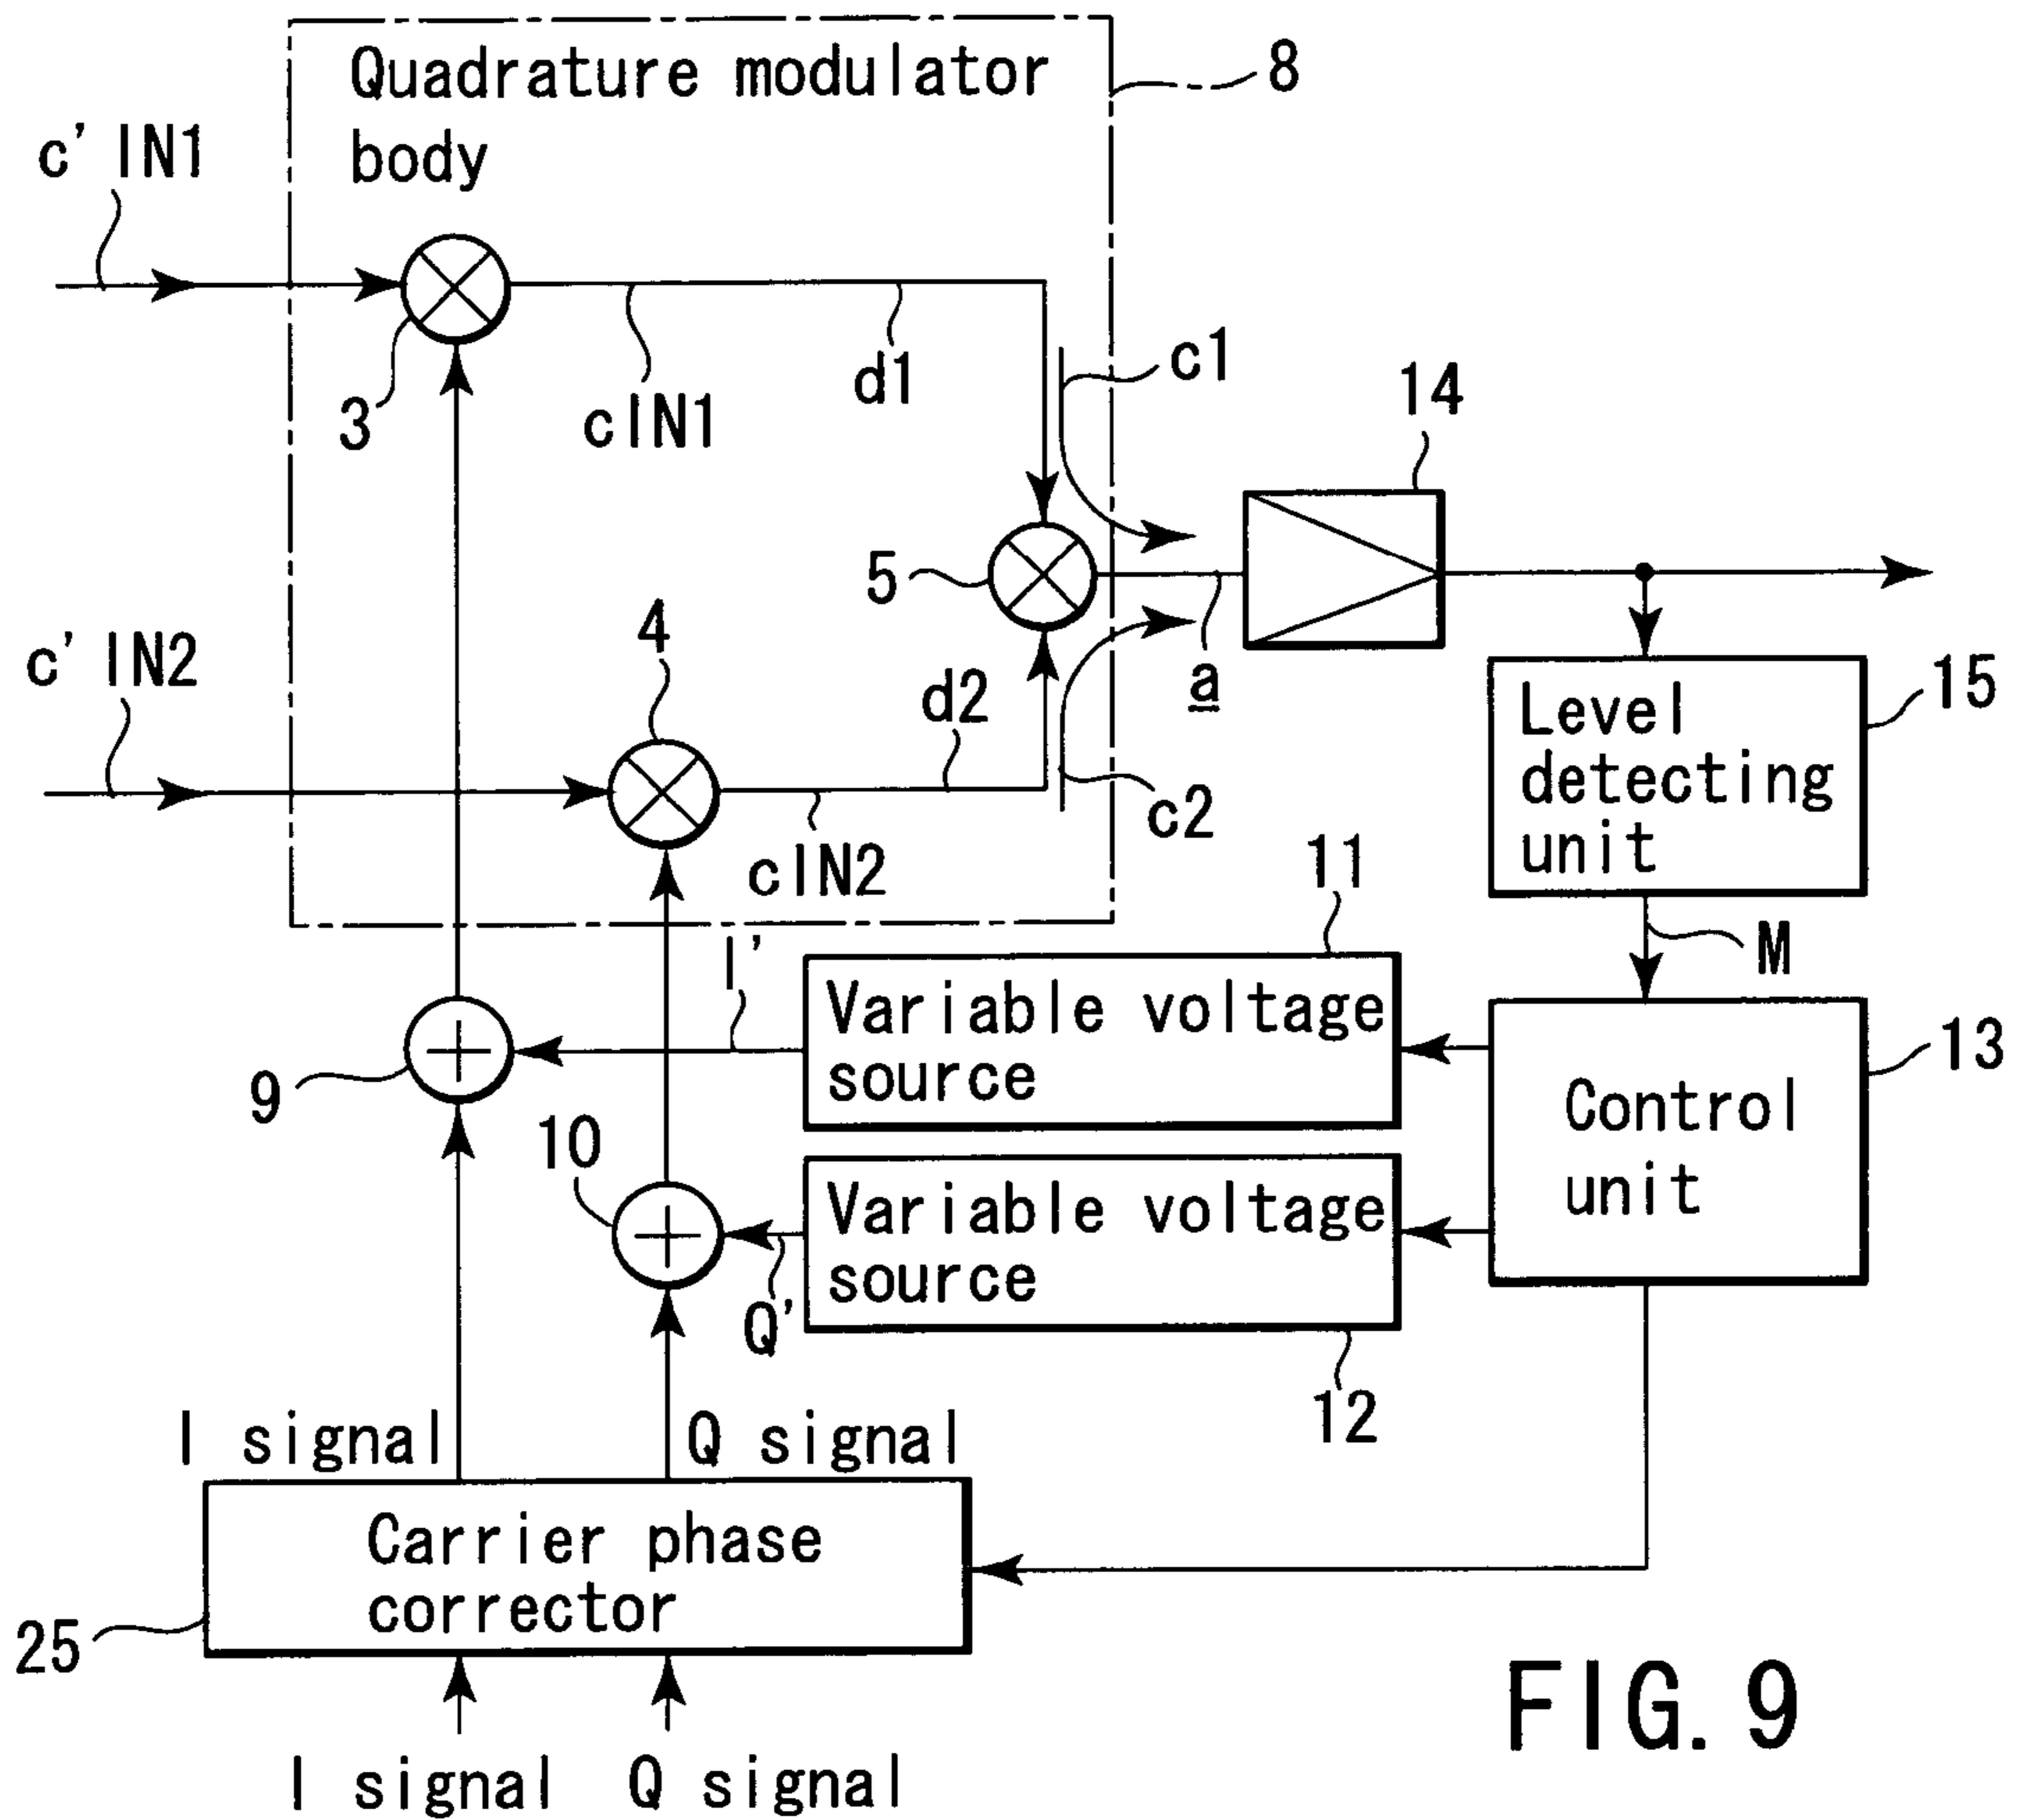 Quadrature modulator
body
8
c' IN1
3
cIN1
d1
c1
14
5
a
c' IN2
4
d2
c2
cIN2
Level
detecting
unit
15
M
11
I'
Variable voltage
source
9
Control
unit
13
10
Variable voltage
source
Q'
12
I signal
Q signal
Carrier phase
corrector
25
I signal
Q signal
FIG. 9